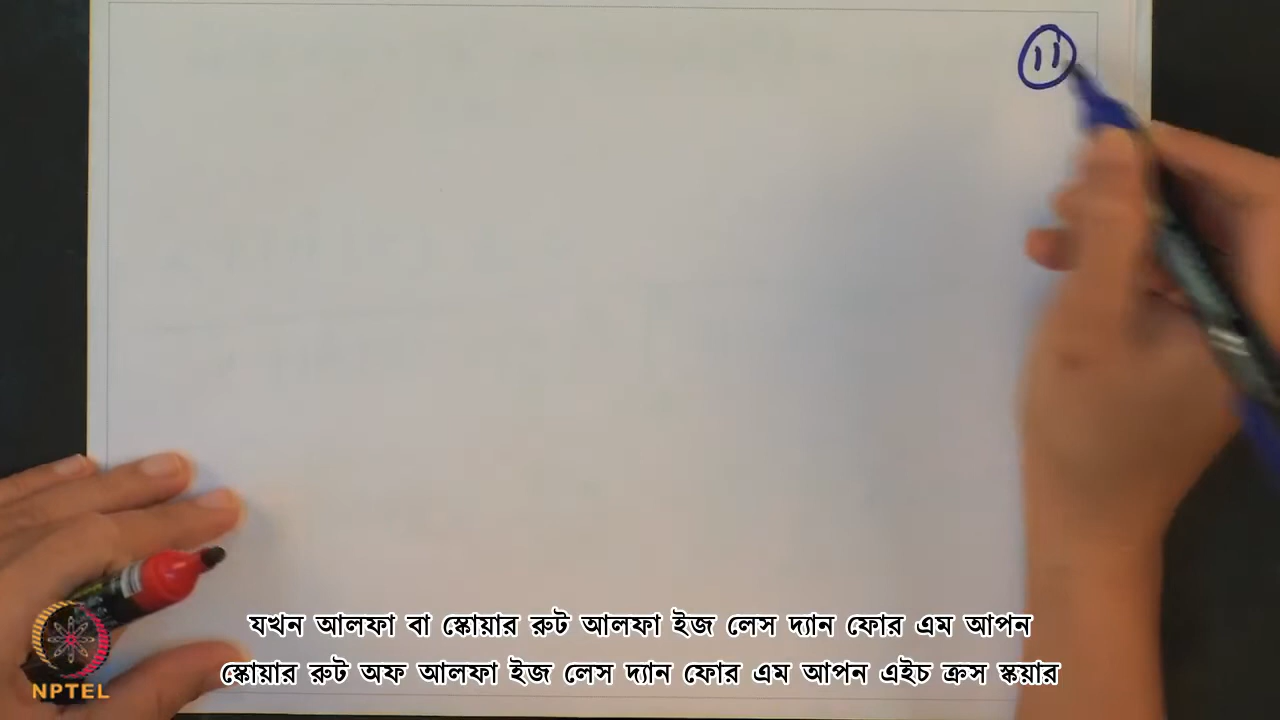 11
যখন আলফা বা স্কোয়ার রুট আলফা ইজ লেস দ্যান ফোর এম আপন
স্কোয়ার রুট অফ আলফা ইজ লেস দ্যান ফোর এম আপন এইচ ক্রস স্কয়ার
NPTEL